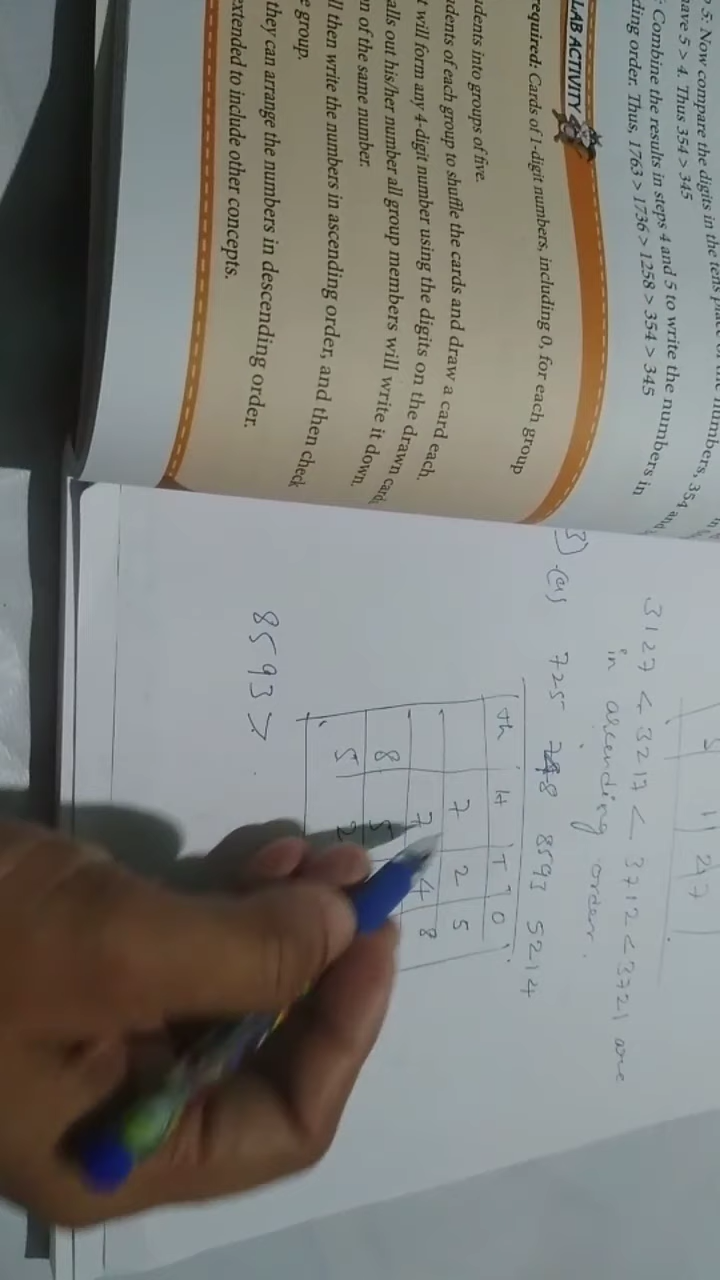 5: Now compare the digits in the tens place of the numbers, 354 and
have 5 > 4. Thus 354 > 345
Combine the results in steps 4 and 5 to write the numbers in
ding order. Thus, 1763 > 1736 > 1258 > 354 > 345
LAB ACTIVITY
required: Cards of 1-digit numbers, including 0, for each group
udents into groups of five.
udents of each group to shuffle the cards and draw a card each.
t will form any 4-digit number using the digits on the drawn cards
alls out his/her number all group members will write it down.
n of the same number.
ll then write the numbers in ascending order, and then check
e group.
they can arrange the numbers in descending order.
extended to include other concepts.
3127 < 3217 < 3712 < 3721 are
in ascending order.
3) (a) 725 748 8593 5214
Th H T O
7 2 5
7 4 8
8 5
5 2
8593 >